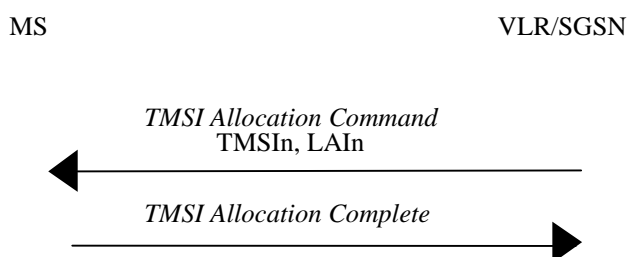 MS VLR/SGSN
TMSI Allocation Command
TMSIn, LAIn
TMSI Allocation Complete